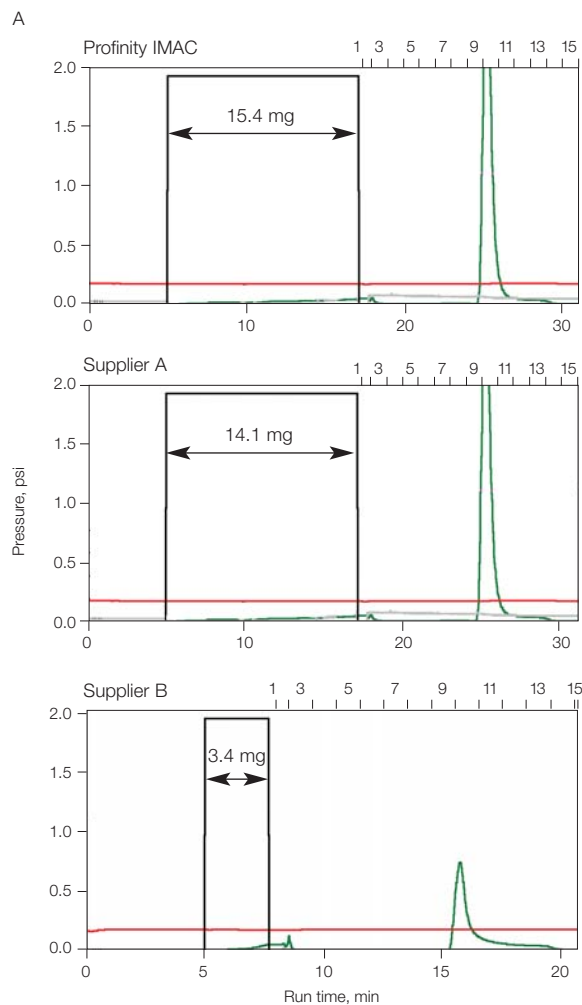 A
Profinity IMAC
1 3 5 7 9 11 13 15
2.0
15.4 mg
1.5
1.0
0.5
0.0
0 10 20 30
Supplier A
1 3 5 7 9 11 13 15
2.0
14.1 mg
1.5
1.0
0.5
0.0
0 10 20 30
Pressure, psi
Supplier B
1 3 5 7 9 11 13 15
2.0
3.4 mg
1.5
1.0
0.5
0.0
0 5 10 15 20
Run time, min